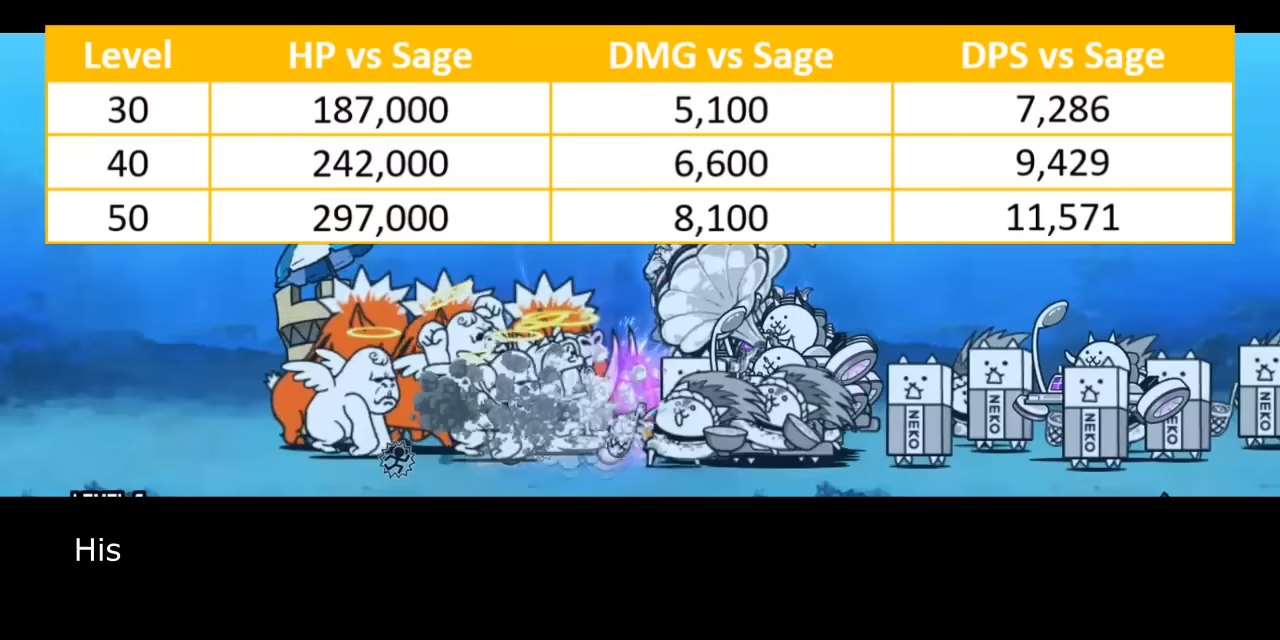 Level HP vs Sage DMG vs Sage DPS vs Sage
30 187,000 5,100 7,286
40 242,000 6,600 9,429
50 297,000 8,100 11,571
NEKO
NEKO
NEKO
NEKO
NEKO
His